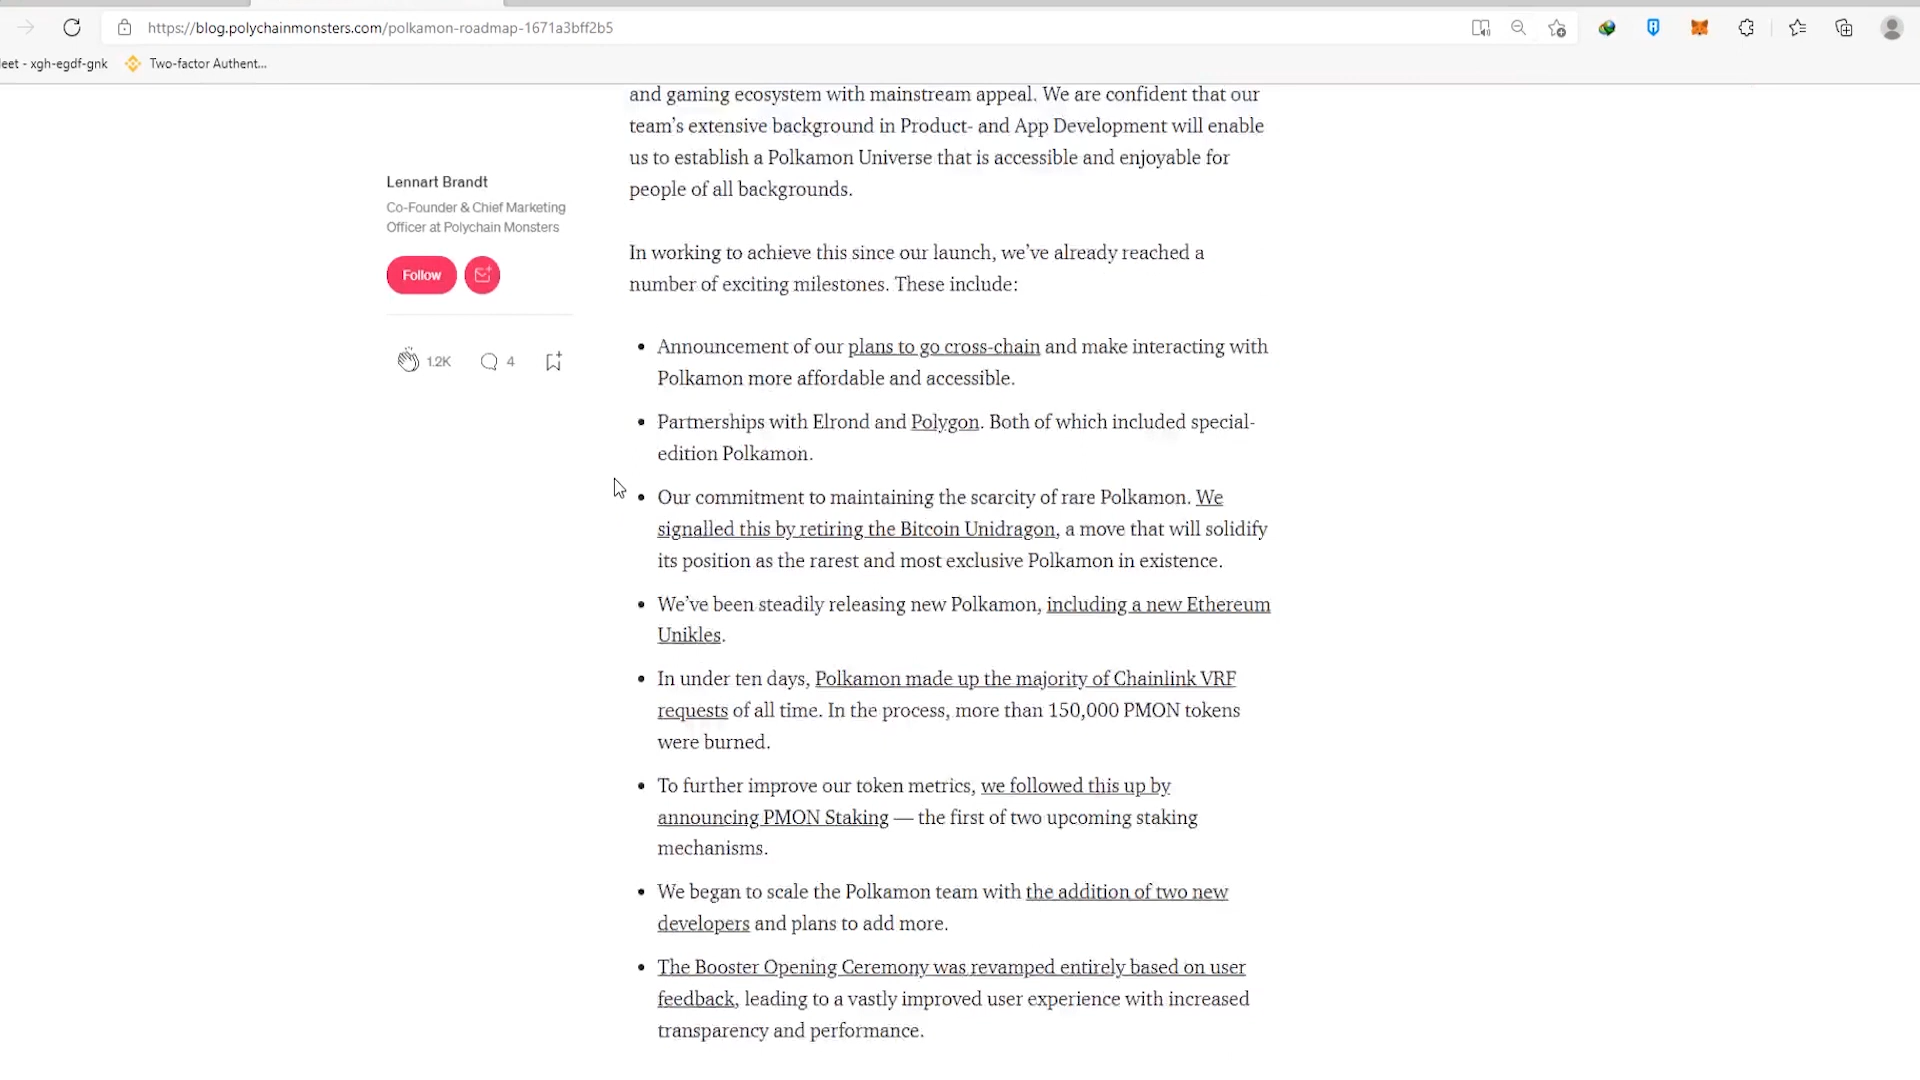 https://blog.polychainmonsters.com/polkamon-roadmap-1671a3bff2b5
eet - xgh-egdf-gnk
Two-factor Authent...
and gaming ecosystem with mainstream appeal. We are confident that our
team’s extensive background in Product- and App Development will enable
us to establish a Polkamon Universe that is accessible and enjoyable for
people of all backgrounds.
Lennart Brandt
Co-Founder & Chief Marketing
Officer at Polychain Monsters
Follow
1.2K
4
In working to achieve this since our launch, we’ve already reached a
number of exciting milestones. These include:
• Announcement of our plans to go cross-chain and make interacting with
Polkamon more affordable and accessible.
• Partnerships with Elrond and Polygon. Both of which included special-
edition Polkamon.
• Our commitment to maintaining the scarcity of rare Polkamon. We
signalled this by retiring the Bitcoin Unidragon, a move that will solidify
its position as the rarest and most exclusive Polkamon in existence.
• We’ve been steadily releasing new Polkamon, including a new Ethereum
Unikles.
• In under ten days, Polkamon made up the majority of Chainlink VRF
requests of all time. In the process, more than 150,000 PMON tokens
were burned.
• To further improve our token metrics, we followed this up by
announcing PMON Staking — the first of two upcoming staking
mechanisms.
• We began to scale the Polkamon team with the addition of two new
developers and plans to add more.
• The Booster Opening Ceremony was revamped entirely based on user
feedback, leading to a vastly improved user experience with increased
transparency and performance.